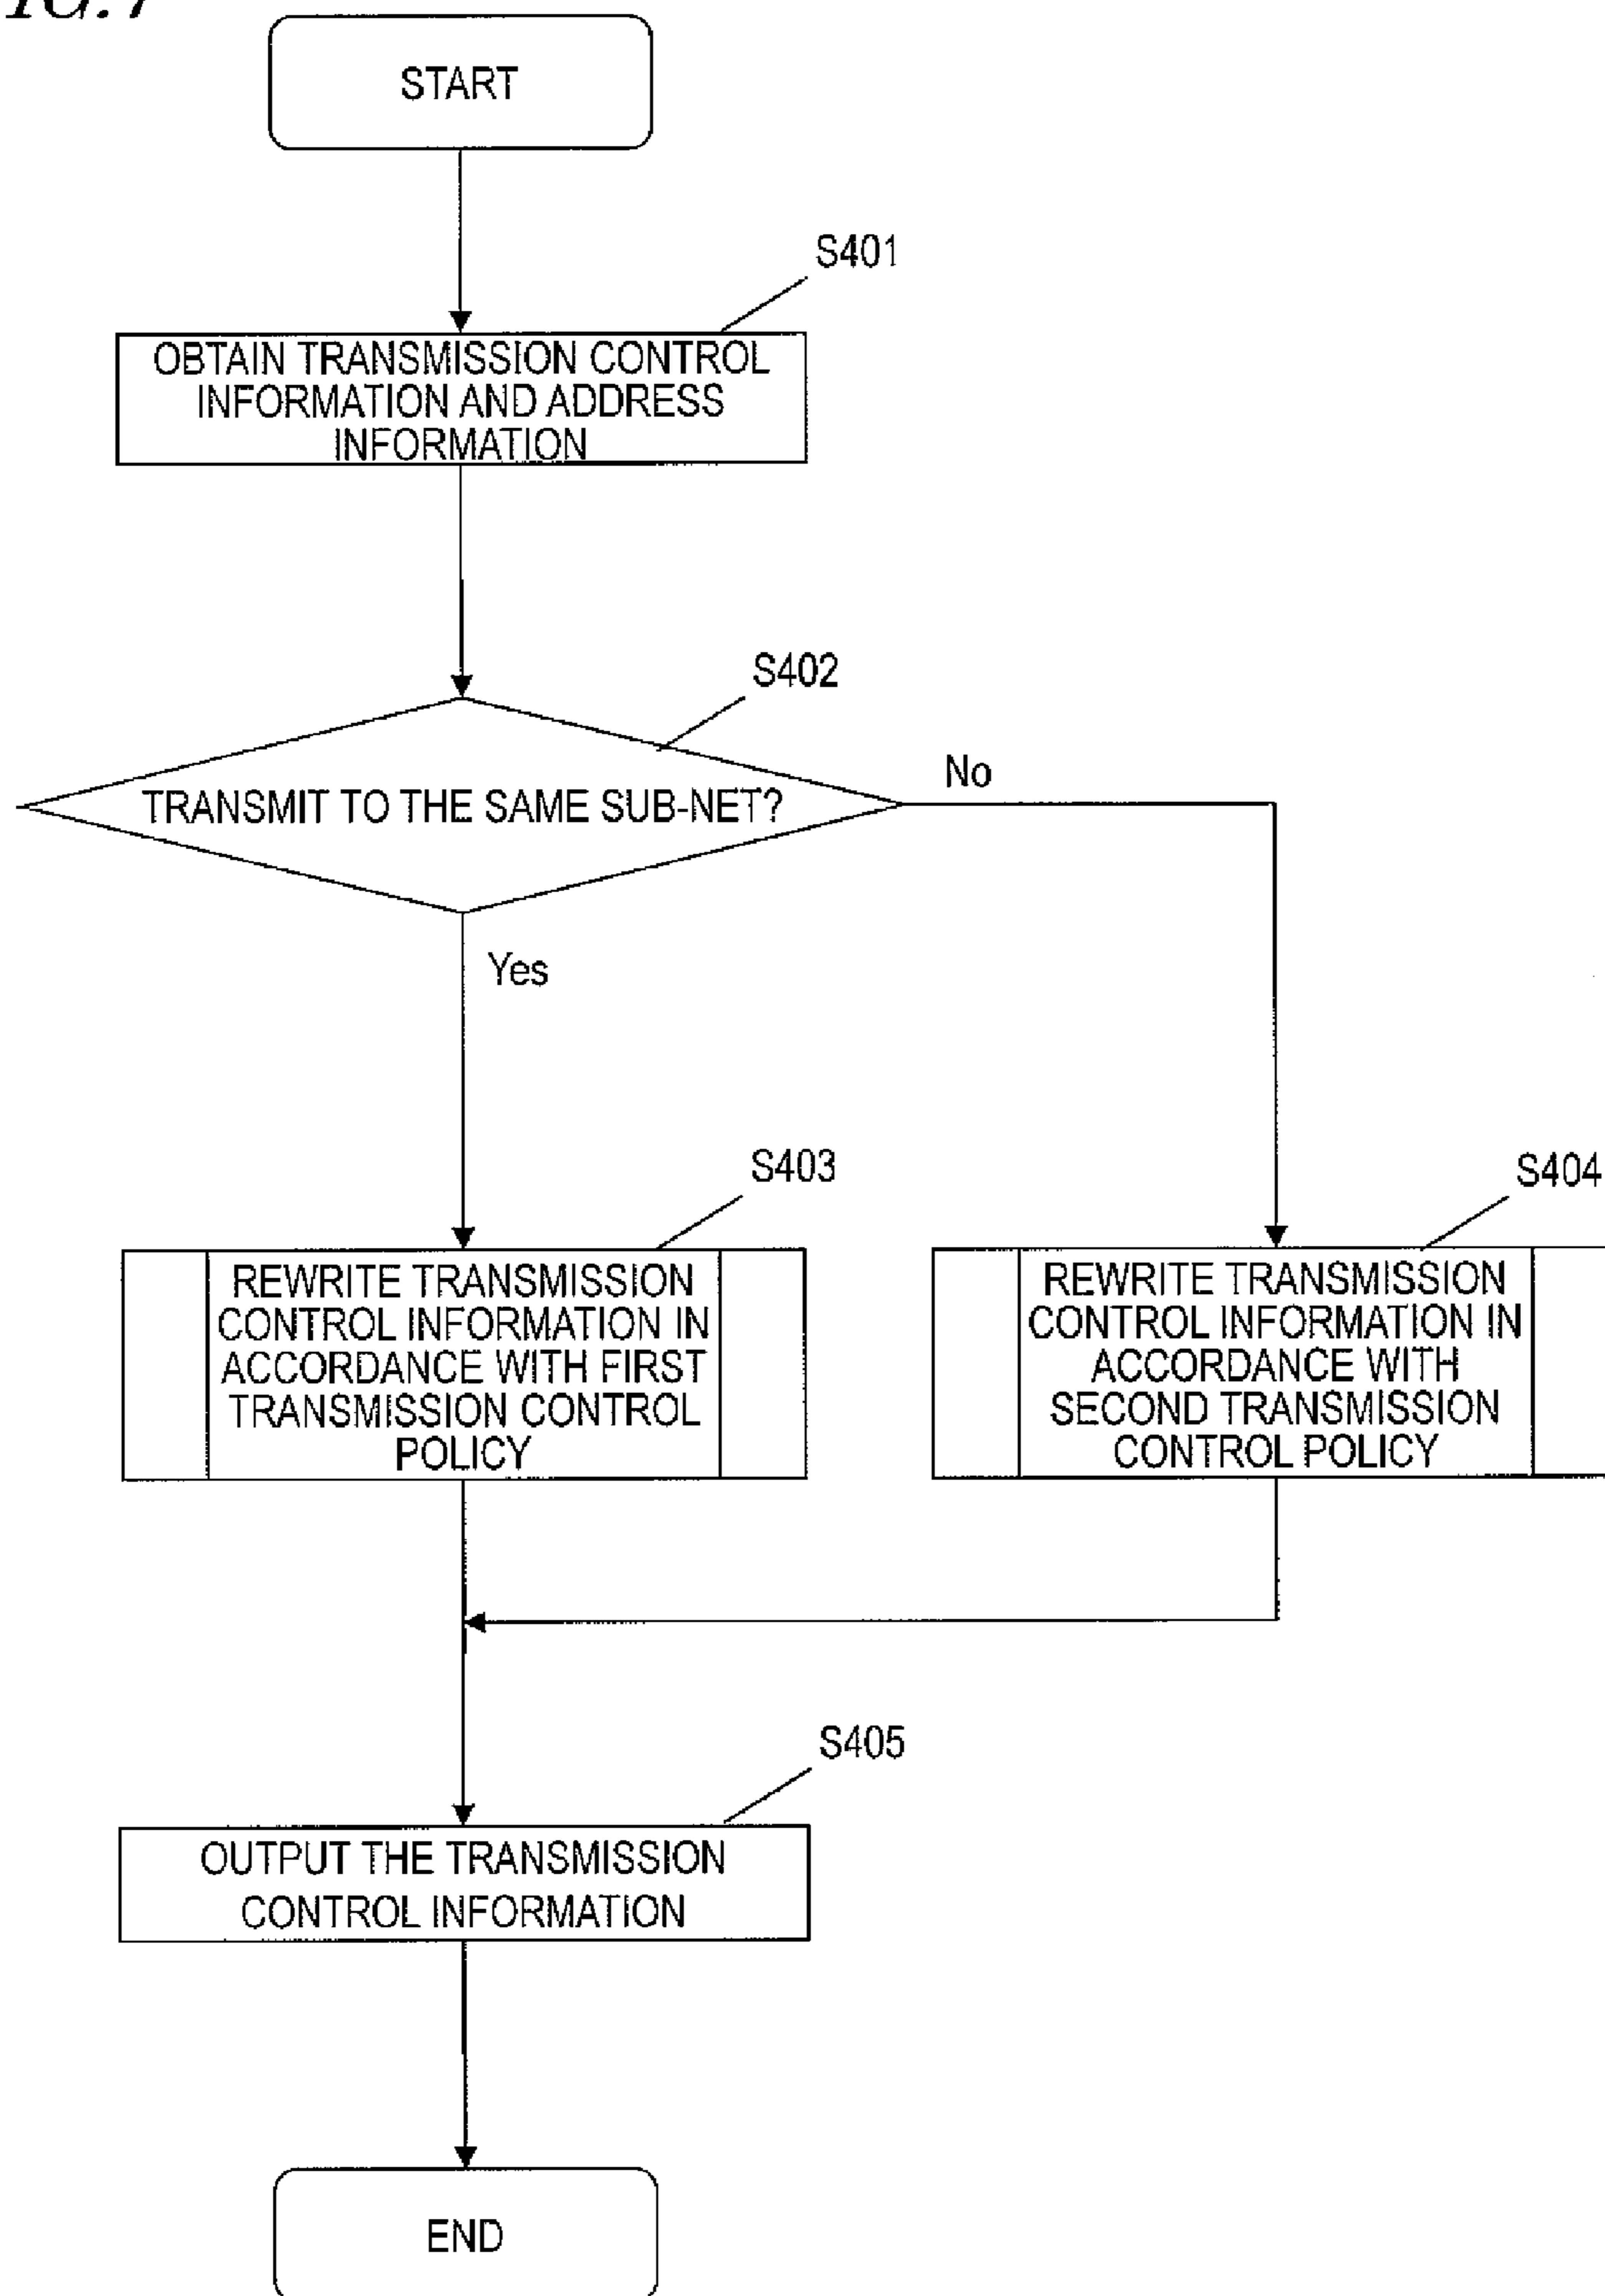 IG. 7
START
S401
OBTAIN TRANSMISSION CONTROL
INFORMATION AND ADDRESS
INFORMATION
S402
TRANSMIT TO THE SAME SUB-NET?
No
Yes
S403
S404
REWRITE TRANSMISSION
CONTROL INFORMATION IN
ACCORDANCE WITH FIRST
TRANSMISSION CONTROL
POLICY
REWRITE TRANSMISSION
CONTROL INFORMATION IN
ACCORDANCE WITH
SECOND TRANSMISSION
CONTROL POLICY
S405
OUTPUT THE TRANSMISSION
CONTROL INFORMATION
END